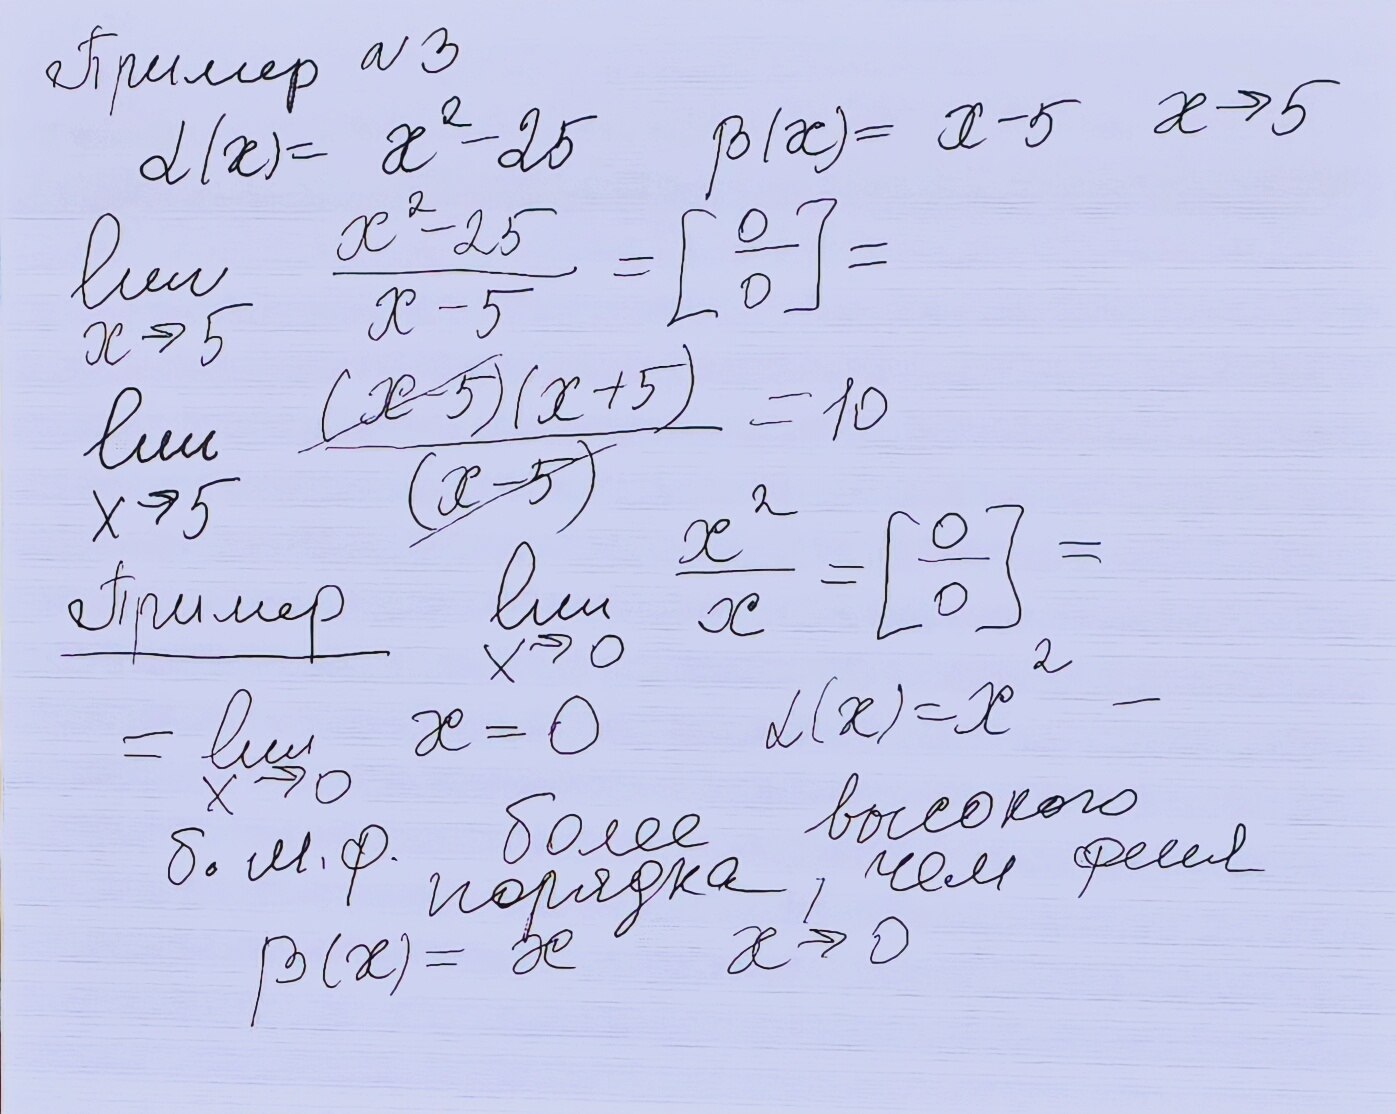 Пример №3
α(x) = x² - 25   β(x) = x - 5   x → 5
lim x→5 (x² - 25)/(x - 5) = [0/0] =
lim x→5 (x - 5)(x + 5)/(x - 5) = 10
Пример   lim x→0 x²/x = [0/0] =
= lim x→0 x = 0   α(x) = x² -
б. м. ф. более высокого
порядка, чем
β(x) = x   x → 0